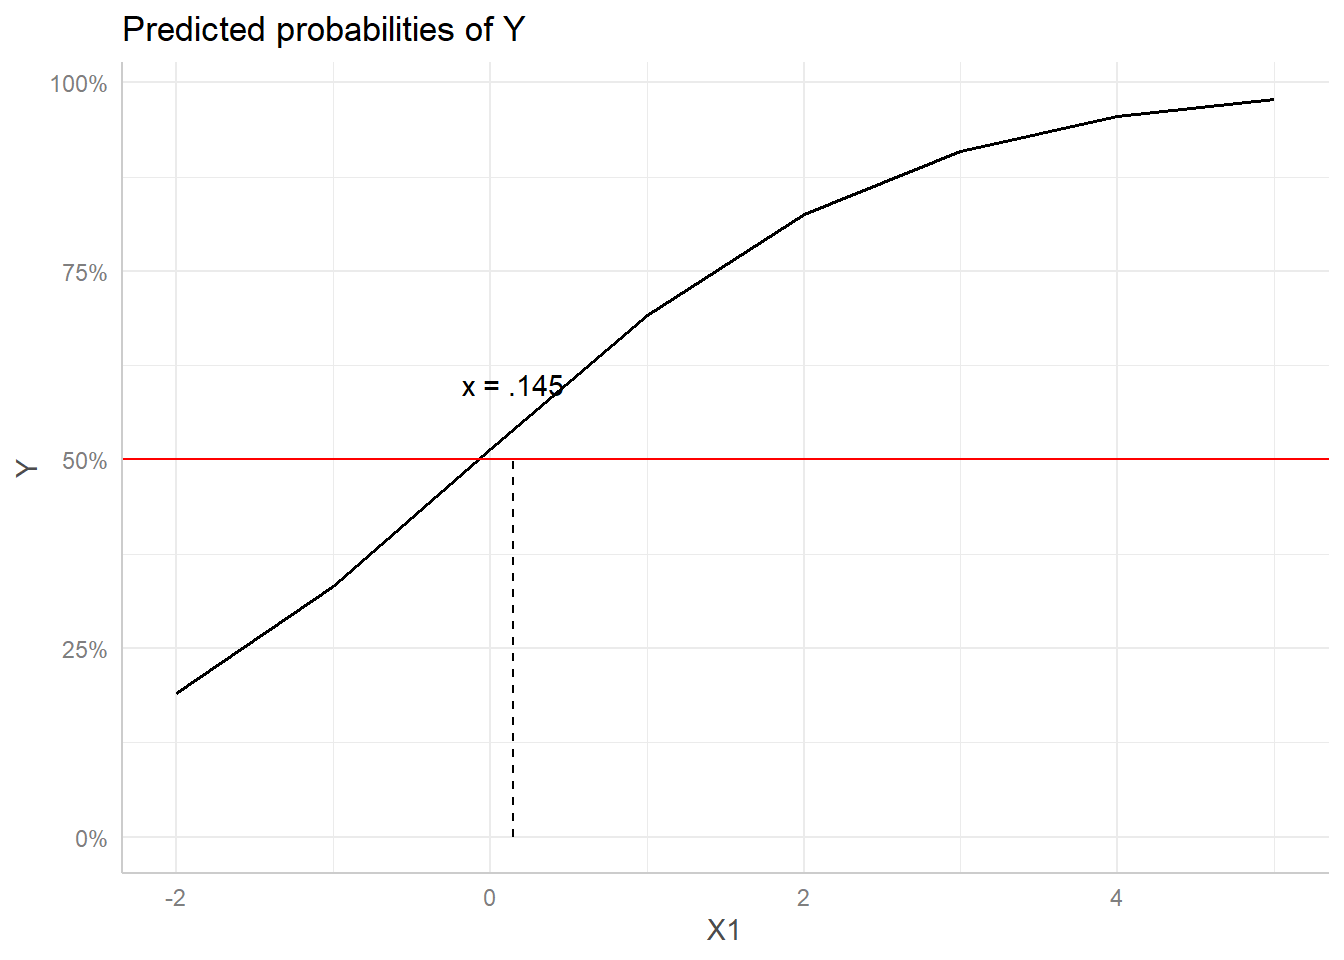 Predicted probabilities of Y
100%
75%
x = .145
Y
50%
25%
0%
-2
0
2
4
X1